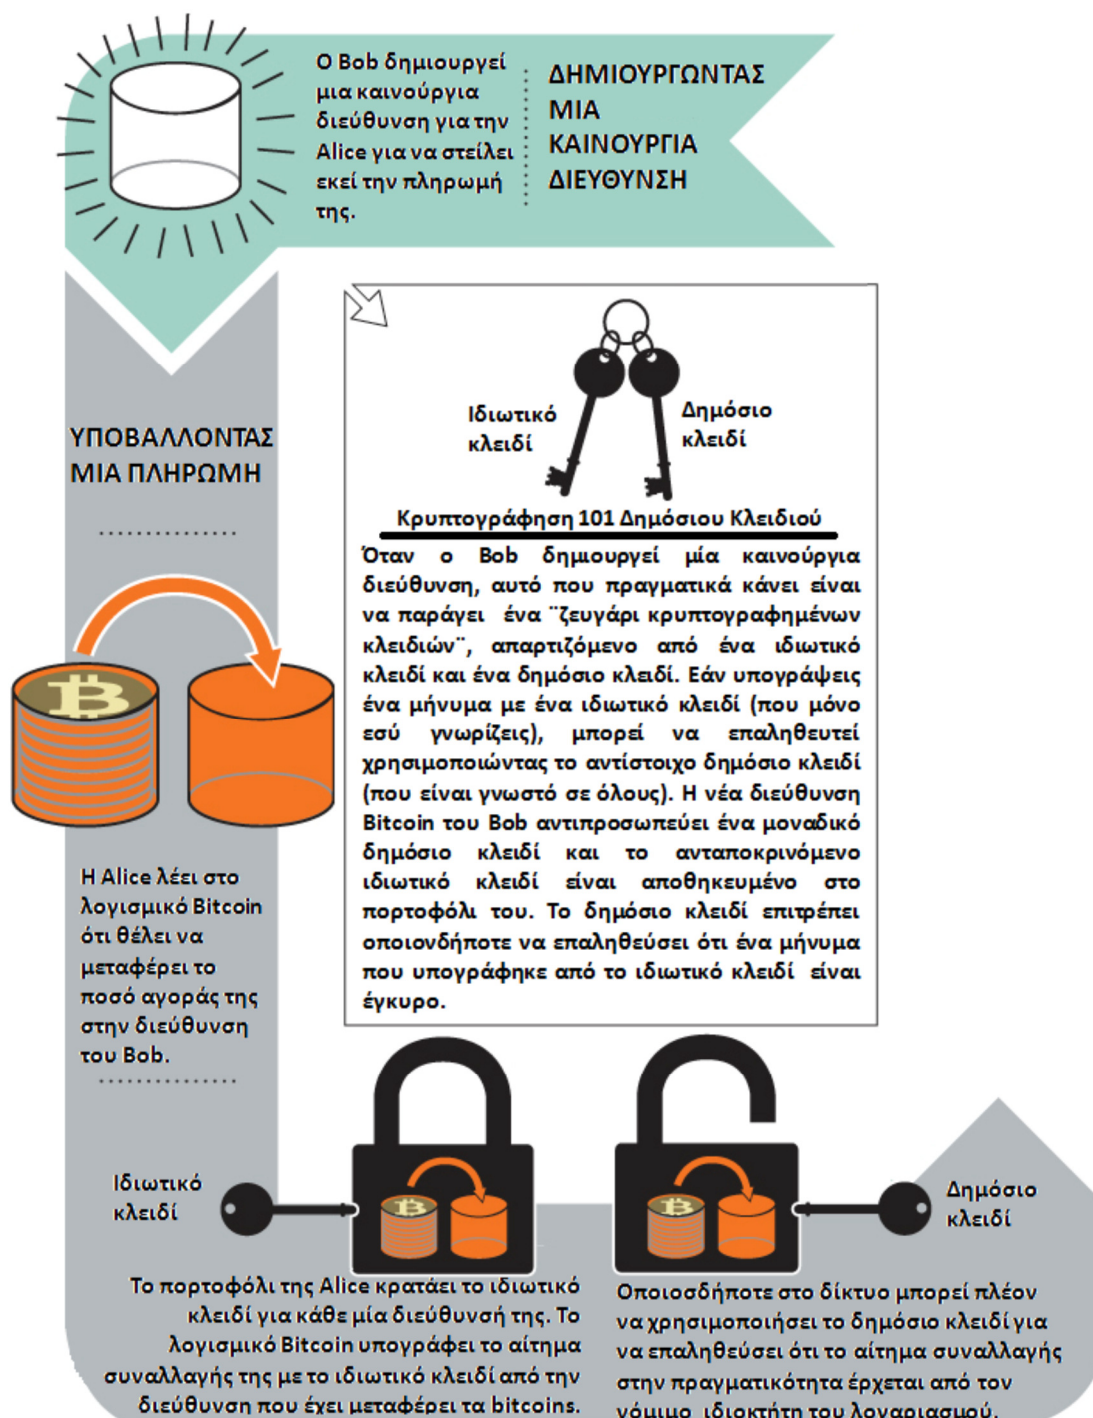 Ο Bob δημιουργεί
μια καινούργια
διεύθυνση για την
Alice για να στείλει
εκεί την πληρωμή
της.
ΔΗΜΙΟΥΡΓΩΝΤΑΣ
ΜΙΑ
ΚΑΙΝΟΥΡΓΙΑ
ΔΙΕΥΘΥΝΣΗ
ΥΠΟΒΑΛΛΟΝΤΑΣ
ΜΙΑ ΠΛΗΡΩΜΗ
Η Alice λέει στο
λογισμικό Bitcoin
ότι θέλει να
μεταφέρει το
ποσό αγοράς της
στην διεύθυνση
του Bob.
Ιδιωτικό
κλειδί
Δημόσιο
κλειδί
Κρυπτογράφηση 101 Δημόσιου Κλειδιού
Όταν ο Bob δημιουργεί μία καινούργια
διεύθυνση, αυτό που πραγματικά κάνει είναι
να παράγει ένα ¨ζευγάρι κρυπτογραφημένων
κλειδιών¨, απαρτιζόμενο από ένα ιδιωτικό
κλειδί και ένα δημόσιο κλειδί. Εάν υπογράψεις
ένα μήνυμα με ένα ιδιωτικό κλειδί (που μόνο
εσύ γνωρίζεις), μπορεί να επαληθευτεί
χρησιμοποιώντας το αντίστοιχο δημόσιο κλειδί
(που είναι γνωστό σε όλους). Η νέα διεύθυνση
Bitcoin του Bob αντιπροσωπεύει ένα μοναδικό
δημόσιο κλειδί και το ανταποκρινόμενο
ιδιωτικό κλειδί είναι αποθηκευμένο στο
πορτοφόλι του. Το δημόσιο κλειδί επιτρέπει
οποιονδήποτε να επαληθεύσει ότι ένα μήνυμα
που υπογράφηκε από το ιδιωτικό κλειδί είναι
έγκυρο.
Ιδιωτικό
κλειδί
Δημόσιο
κλειδί
Το πορτοφόλι της Alice κρατάει το ιδιωτικό
κλειδί για κάθε μία διεύθυνσή της. Το
λογισμικό Bitcoin υπογράφει το αίτημα
συναλλαγής της με το ιδιωτικό κλειδί από την
διεύθυνση που έχει μεταφέρει τα bitcoins.
Οποιοσδήποτε στο δίκτυο μπορεί πλέον
να χρησιμοποιήσει το δημόσιο κλειδί για
να επαληθεύσει ότι το αίτημα συναλλαγής
στην πραγματικότητα έρχεται από τον
νόμιμο ιδιοκτήτη του λογαριασμού.